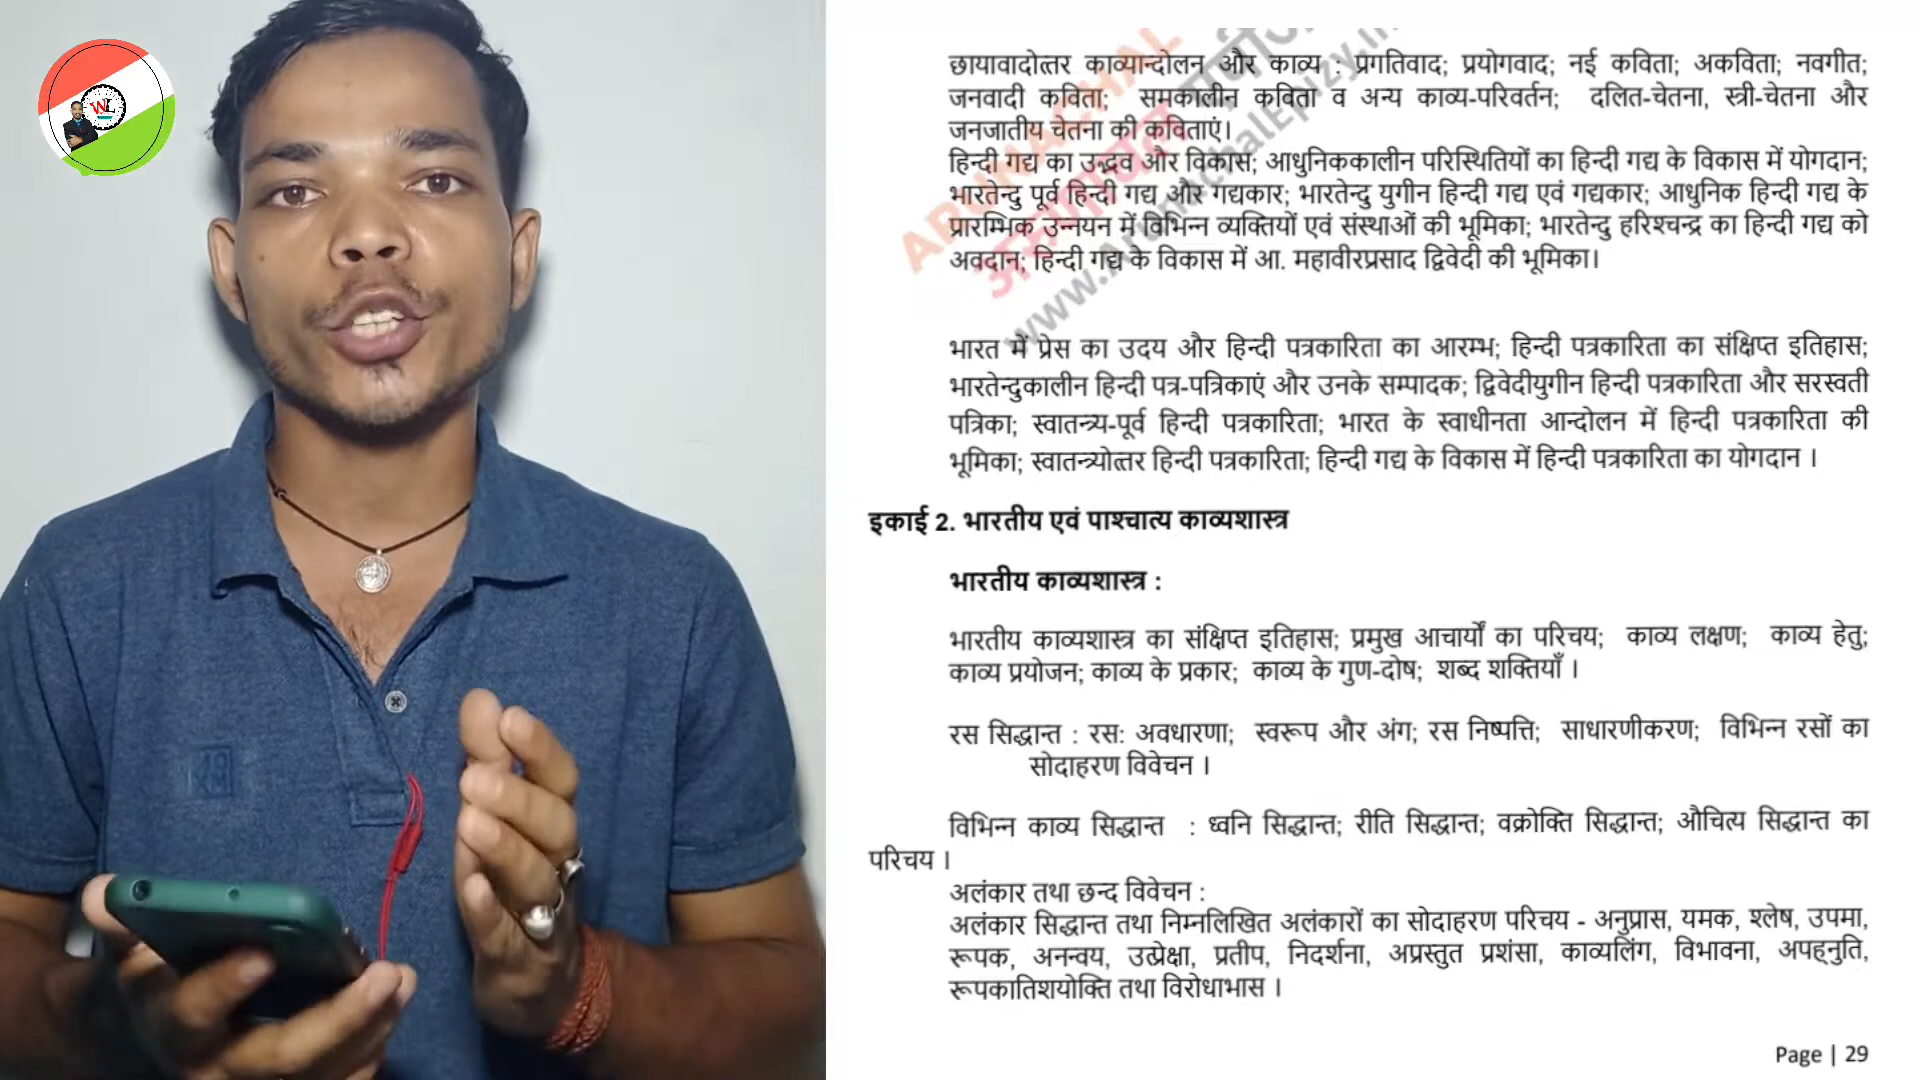 WL
ARUNACHAL
अरुणाचल
छायावादोत्तर काव्यान्दोलन और काव्य : प्रगतिवाद; प्रयोगवाद; नई कविता; अकविता; नवगीत;
जनवादी कविता; समकालीन कविता व अन्य काव्य-परिवर्तन; दलित-चेतना, स्त्री-चेतना और
जनजातीय चेतना की कविताएं।
हिन्दी गद्य का उद्भव और विकास; आधुनिककालीन परिस्थितियों का हिन्दी गद्य के विकास में योगदान;
भारतेन्दु पूर्व हिन्दी गद्य और गद्यकार; भारतेन्दु युगीन हिन्दी गद्य एवं गद्यकार; आधुनिक हिन्दी गद्य के
प्रारम्भिक उन्नयन में विभिन्न व्यक्तियों एवं संस्थाओं की भूमिका; भारतेन्दु हरिश्चन्द्र का हिन्दी गद्य को
अवदान; हिन्दी गद्य के विकास में आ. महावीरप्रसाद द्विवेदी की भूमिका।
भारत में प्रेस का उदय और हिन्दी पत्रकारिता का आरम्भ; हिन्दी पत्रकारिता का संक्षिप्त इतिहास;
भारतेन्दुकालीन हिन्दी पत्र-पत्रिकाएं और उनके सम्पादक; द्विवेदीयुगीन हिन्दी पत्रकारिता और सरस्वती
पत्रिका; स्वातन्त्र्य-पूर्व हिन्दी पत्रकारिता; भारत के स्वाधीनता आन्दोलन में हिन्दी पत्रकारिता की
भूमिका; स्वातन्त्र्योत्तर हिन्दी पत्रकारिता; हिन्दी गद्य के विकास में हिन्दी पत्रकारिता का योगदान ।
इकाई 2. भारतीय एवं पाश्चात्य काव्यशास्त्र
भारतीय काव्यशास्त्र :
भारतीय काव्यशास्त्र का संक्षिप्त इतिहास; प्रमुख आचार्यों का परिचय; काव्य लक्षण; काव्य हेतु;
काव्य प्रयोजन; काव्य के प्रकार; काव्य के गुण-दोष; शब्द शक्तियाँ ।
रस सिद्धान्त : रस: अवधारणा; स्वरूप और अंग; रस निष्पत्ति; साधारणीकरण; विभिन्न रसों का
सोदाहरण विवेचन ।
विभिन्न काव्य सिद्धान्त : ध्वनि सिद्धान्त; रीति सिद्धान्त; वक्रोक्ति सिद्धान्त; औचित्य सिद्धान्त का
परिचय ।
अलंकार तथा छन्द विवेचन :
अलंकार सिद्धान्त तथा निम्नलिखित अलंकारों का सोदाहरण परिचय - अनुप्रास, यमक, श्लेष, उपमा,
रूपक, अनन्वय, उत्प्रेक्षा, प्रतीप, निदर्शना, अप्रस्तुत प्रशंसा, काव्यलिंग, विभावना, अपह्नुति,
रूपकातिशयोक्ति तथा विरोधाभास ।
Page | 29